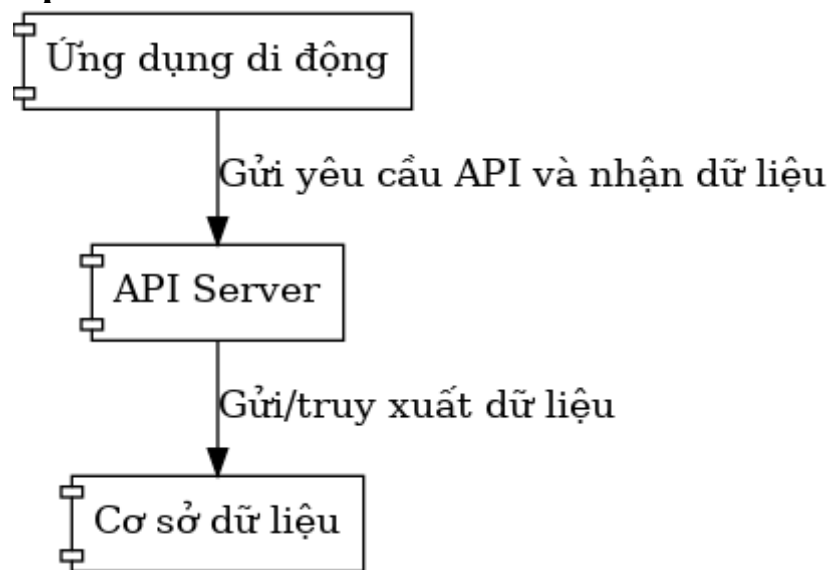 Ứng dụng di động
Gửi yêu cầu API và nhận dữ liệu
API Server
Gửi/truy xuất dữ liệu
Cơ sở dữ liệu